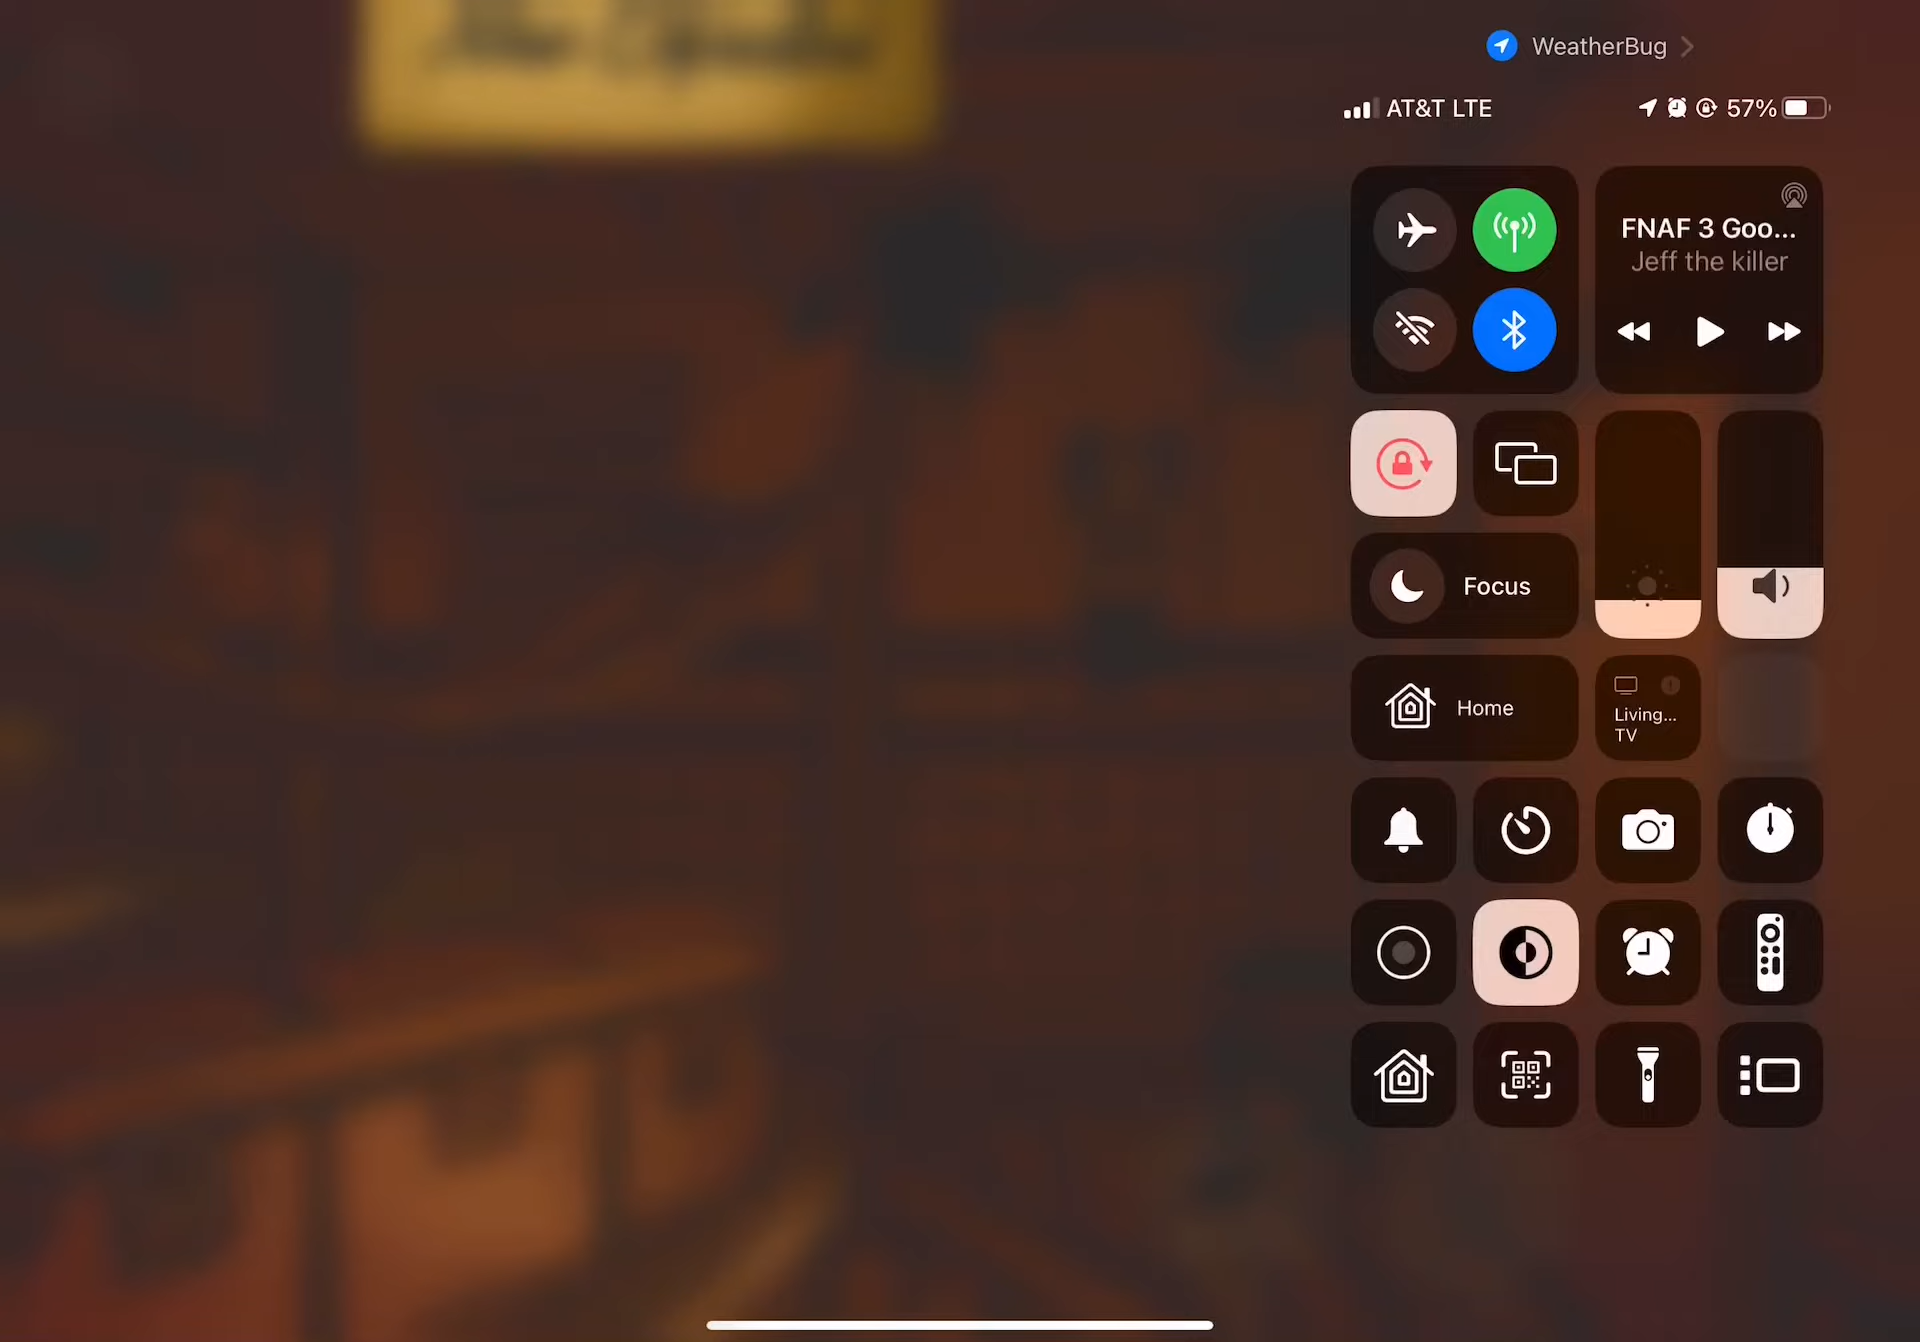 WeatherBug
AT&T LTE
57%
FNAF 3 Goo...
Jeff the killer
Focus
Home
Living...
TV